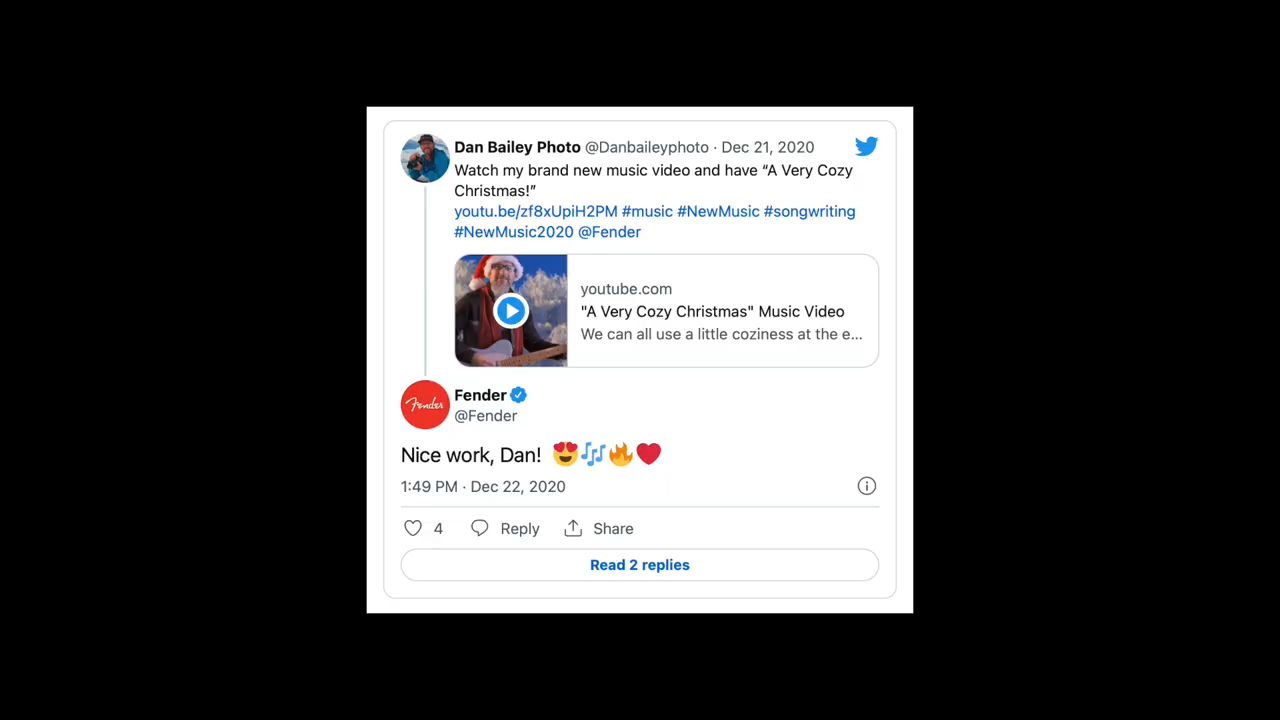 Dan Bailey Photo @Danbaileyphoto · Dec 21, 2020
Watch my brand new music video and have “A Very Cozy
Christmas!”
youtu.be/zf8xUpiH2PM #music #NewMusic #songwriting
#NewMusic2020 @Fender
youtube.com
"A Very Cozy Christmas" Music Video
We can all use a little coziness at the e...
Fender
Fender
@Fender
Nice work, Dan! 😍🎶🔥❤️
1:49 PM · Dec 22, 2020
4 Reply Share
Read 2 replies